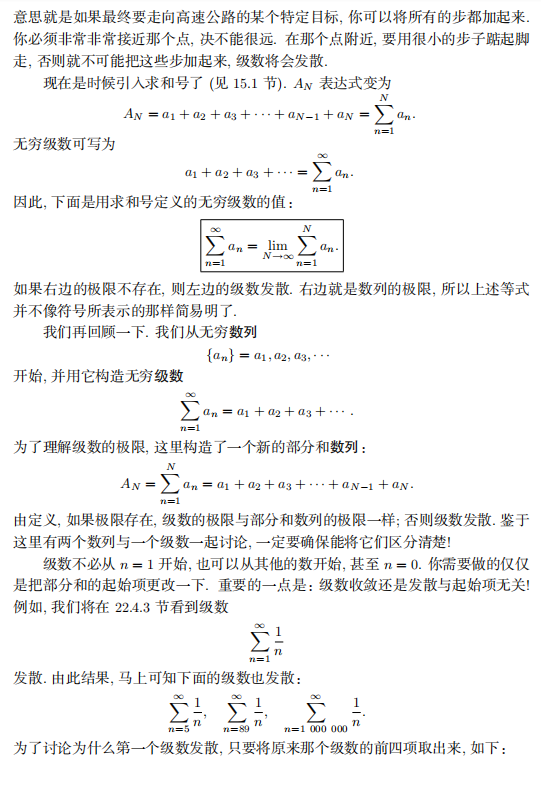 意思就是如果最终要走向高速公路的某个特定目标, 你可以将所有的步都加起来.
你必须非常非常接近那个点, 决不能很远. 在那个点附近, 要用很小的步子踮起脚
走, 否则就不可能把这些步加起来, 级数将会发散.
现在是时候引入求和号了 (见 15.1 节). $A_N$ 表达式变为
$A_N = a_1 + a_2 + a_3 + \cdots + a_{N-1} + a_N = \sum_{n=1}^{N} a_n.$
无穷级数可写为
$a_1 + a_2 + a_3 + \cdots = \sum_{n=1}^{\infty} a_n.$
因此, 下面是用求和号定义的无穷级数的值:
$\sum_{n=1}^{\infty} a_n = \lim_{N \to \infty} \sum_{n=1}^{N} a_n.$
如果右边的极限不存在, 则左边的级数发散. 右边就是数列的极限, 所以上述等式
并不像符号所表示的那样简易明了.
我们再回顾一下. 我们从无穷数列
$\{a_n\} = a_1, a_2, a_3, \cdots$
开始, 并用它构造无穷级数
$\sum_{n=1}^{\infty} a_n = a_1 + a_2 + a_3 + \cdots.$
为了理解级数的极限, 这里构造了一个新的部分和数列:
$A_N = \sum_{n=1}^{N} a_n = a_1 + a_2 + a_3 + \cdots + a_{N-1} + a_N.$
由定义, 如果极限存在, 级数的极限与部分和数列的极限一样; 否则级数发散. 鉴于
这里有两个数列与一个级数一起讨论, 一定要确保能将它们区分清楚!
级数不必从 $n = 1$ 开始, 也可以从其他的数开始, 甚至 $n = 0$. 你需要做的仅仅
是把部分和的起始项更改一下. 重要的一点是: 级数收敛还是发散与起始项无关!
例如, 我们将在 22.4.3 节看到级数
$\sum_{n=1}^{\infty} \frac{1}{n}$
发散. 由此结果, 马上可知下面的级数也发散:
$\sum_{n=5}^{\infty} \frac{1}{n}, \sum_{n=89}^{\infty} \frac{1}{n}, \sum_{n=1\ 000\ 000}^{\infty} \frac{1}{n}.$
为了讨论为什么第一个级数发散, 只要将原来那个级数的前四项取出来, 如下: